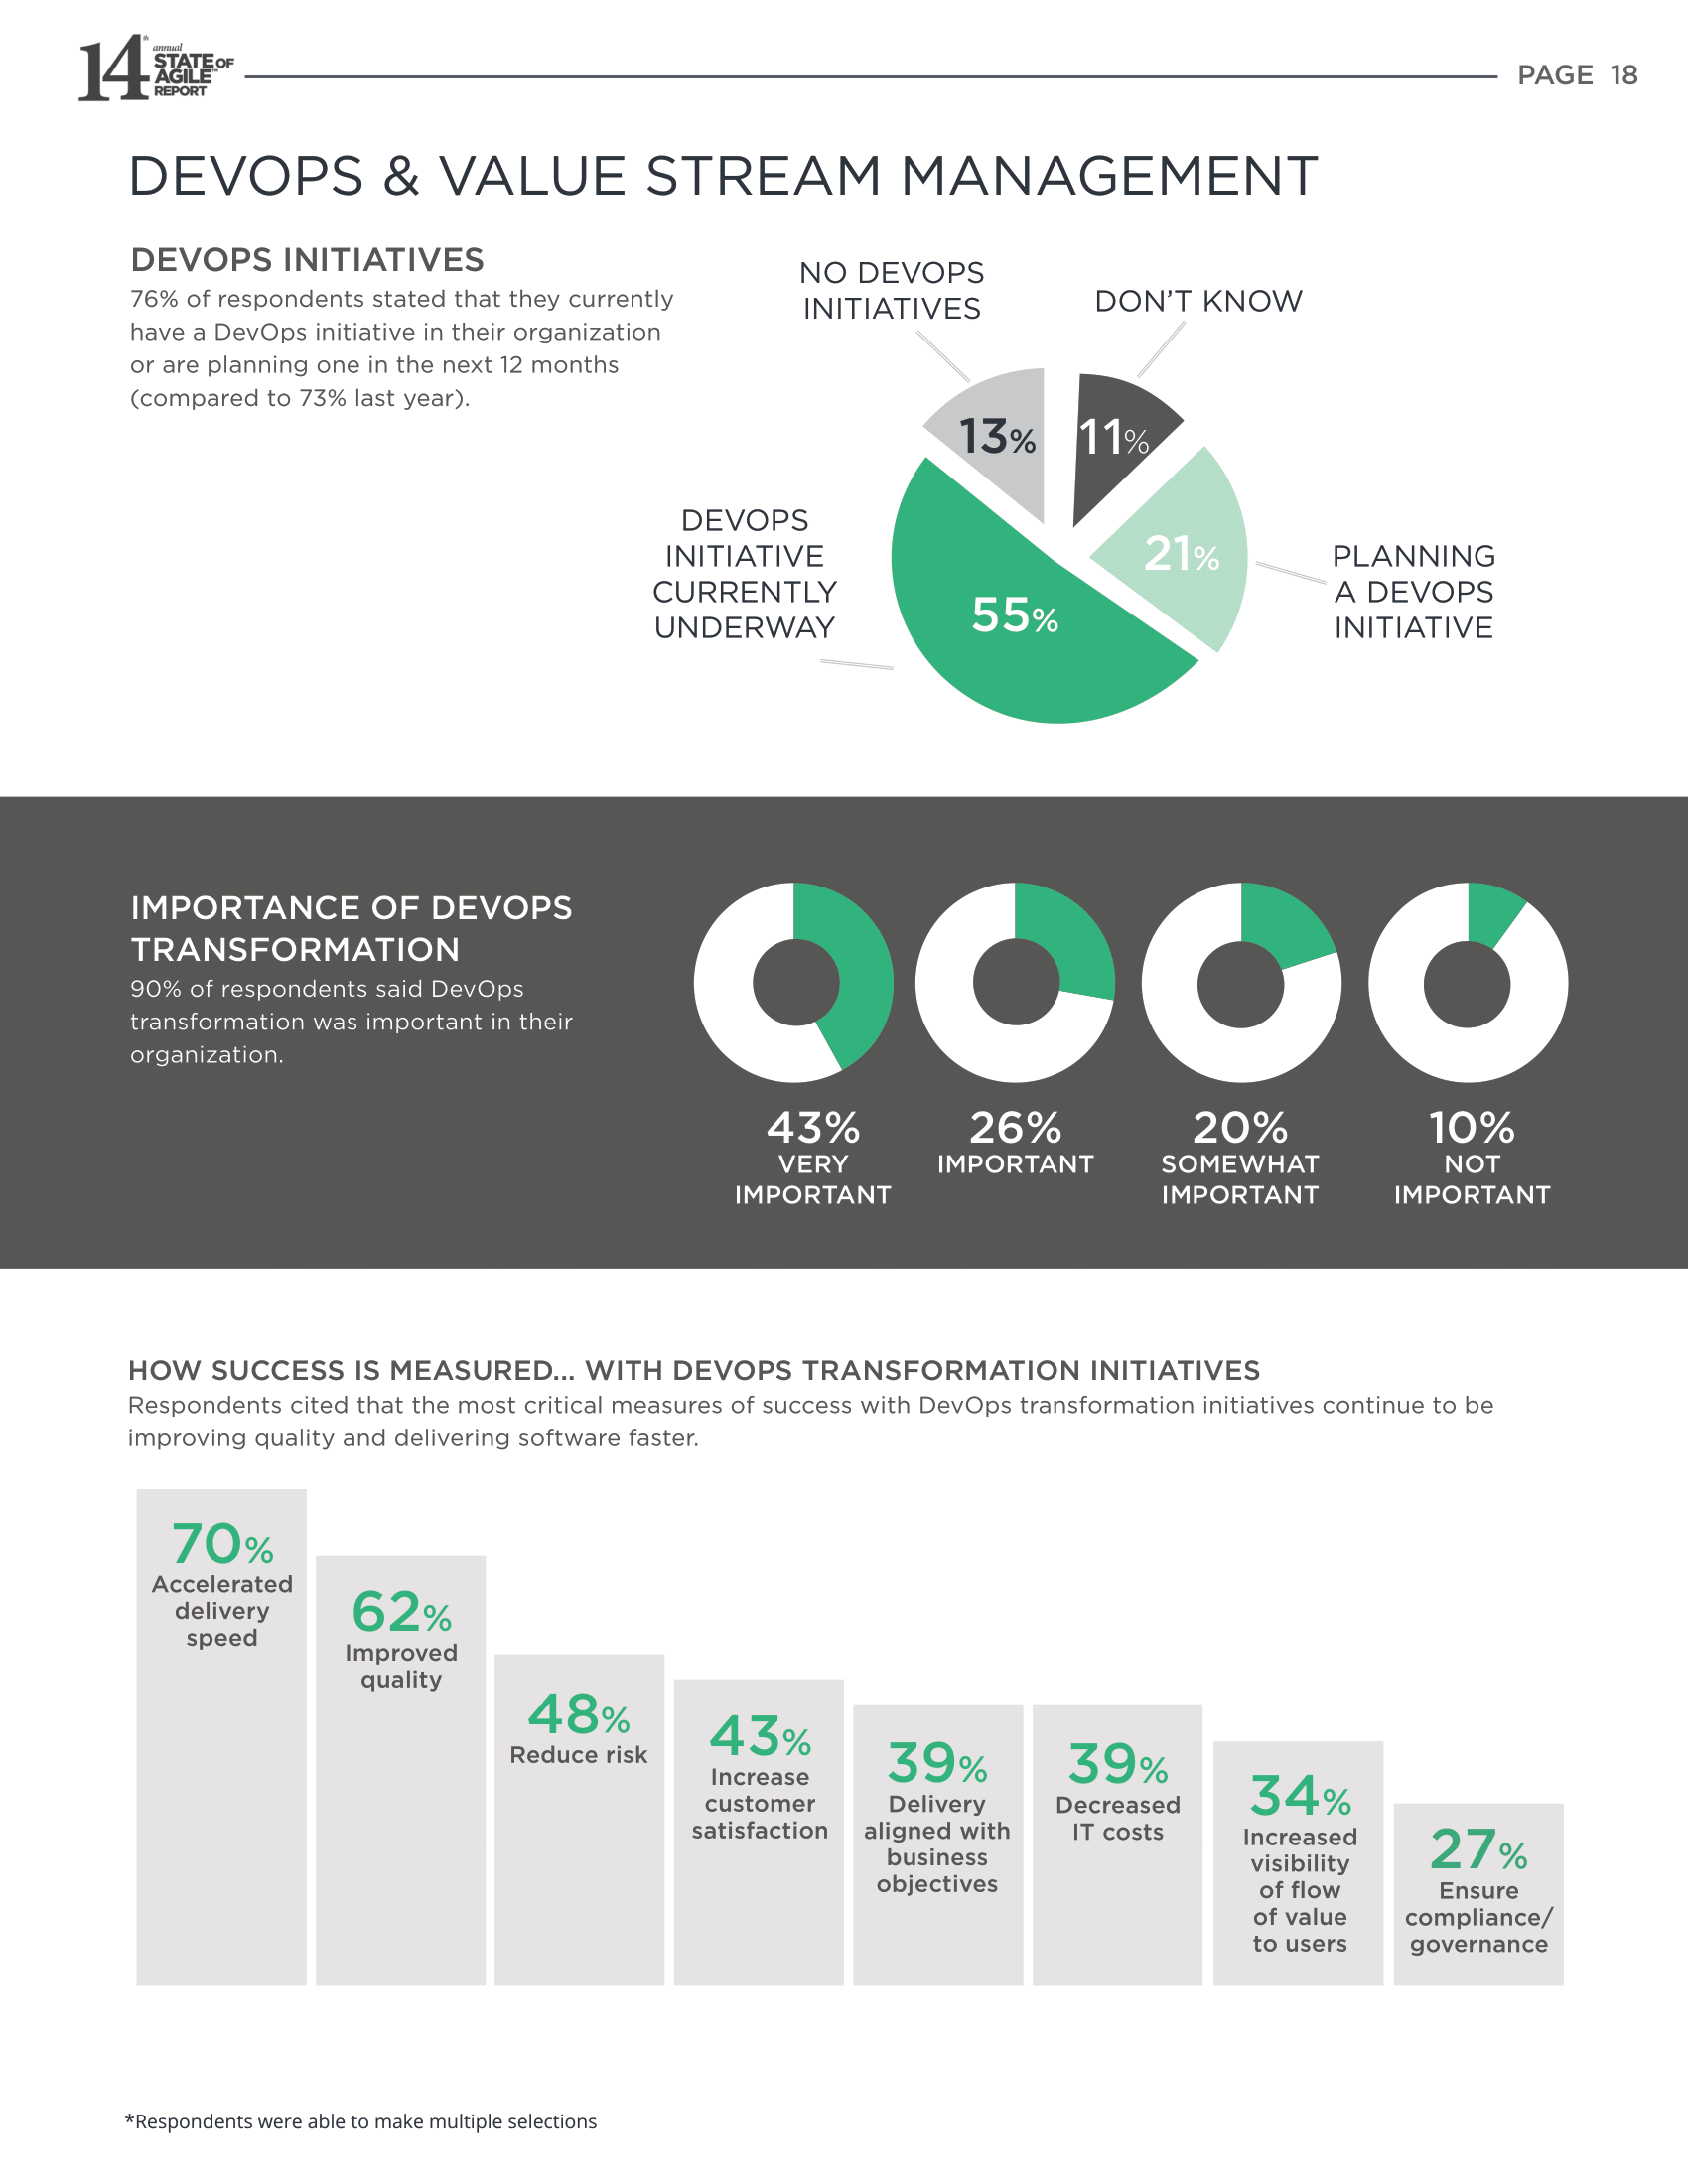 14th annual
STATE OF
AGILE™
REPORT
PAGE 18
DEVOPS & VALUE STREAM MANAGEMENT
DEVOPS INITIATIVES
76% of respondents stated that they currently
have a DevOps initiative in their organization
or are planning one in the next 12 months
(compared to 73% last year).
NO DEVOPS
INITIATIVES
DON’T KNOW
13%
11%
DEVOPS
INITIATIVE
CURRENTLY
UNDERWAY
55%
21%
PLANNING
A DEVOPS
INITIATIVE
IMPORTANCE OF DEVOPS
TRANSFORMATION
90% of respondents said DevOps
transformation was important in their
organization.
43%
VERY
IMPORTANT
26%
IMPORTANT
20%
SOMEWHAT
IMPORTANT
10%
NOT
IMPORTANT
HOW SUCCESS IS MEASURED... WITH DEVOPS TRANSFORMATION INITIATIVES
Respondents cited that the most critical measures of success with DevOps transformation initiatives continue to be
improving quality and delivering software faster.
70%
Accelerated
delivery
speed
62%
Improved
quality
48%
Reduce risk
43%
Increase
customer
satisfaction
39%
Delivery
aligned with
business
objectives
39%
Decreased
IT costs
34%
Increased
visibility
of flow
of value
to users
27%
Ensure
compliance/
governance
*Respondents were able to make multiple selections